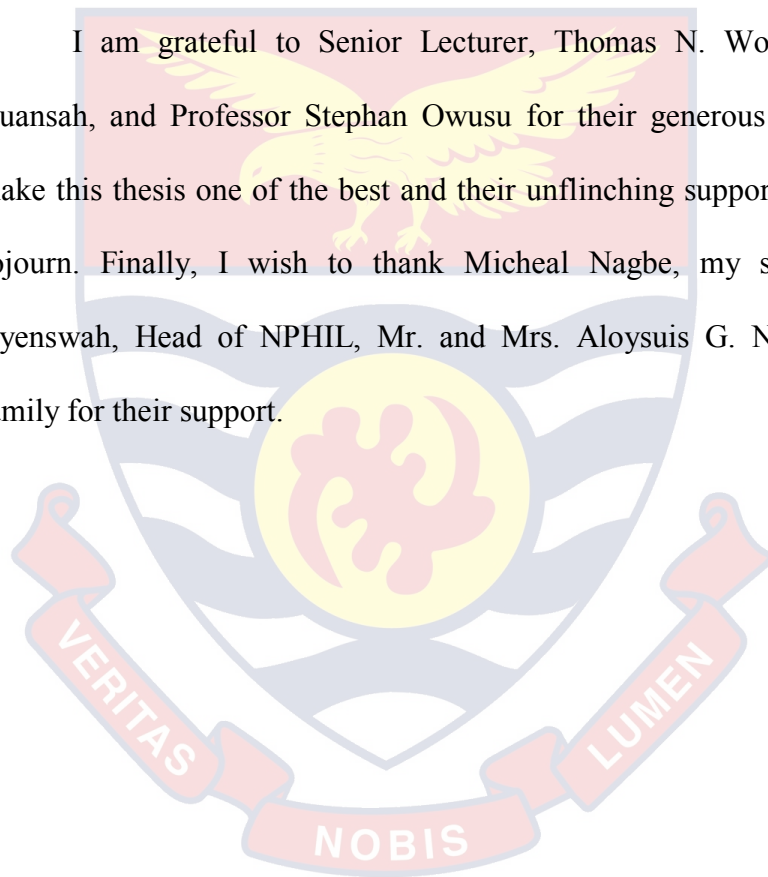 I am grateful to Senior Lecturer, Thomas N. Wo
uansah, and Professor Stephan Owusu for their generous
ake this thesis one of the best and their unflinching suppor
ojourn. Finally, I wish to thank Micheal Nagbe, my s
yenswah, Head of NPHIL, Mr. and Mrs. Aloysuis G. N
amily for their support.
VERITAS
NOBIS
LUMEN